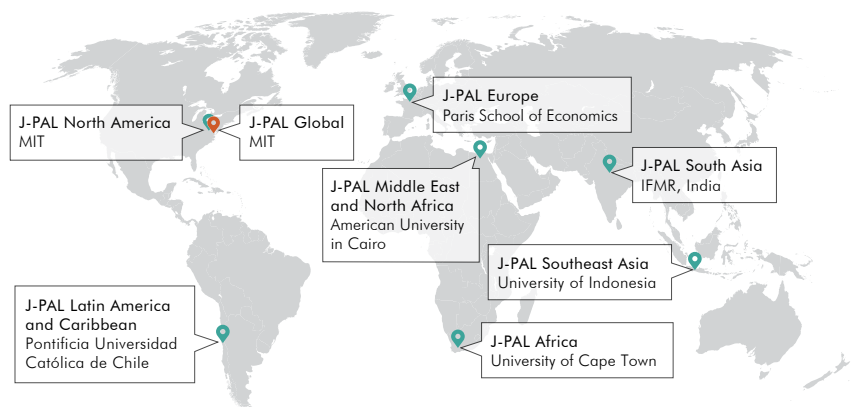 J-PAL North America
MIT
J-PAL Global
MIT
J-PAL Europe
Paris School of Economics
J-PAL Middle East
and North Africa
American University
in Cairo
J-PAL South Asia
IFMR, India
J-PAL Southeast Asia
University of Indonesia
J-PAL Latin America
and Caribbean
Pontificia Universidad
Católica de Chile
J-PAL Africa
University of Cape Town